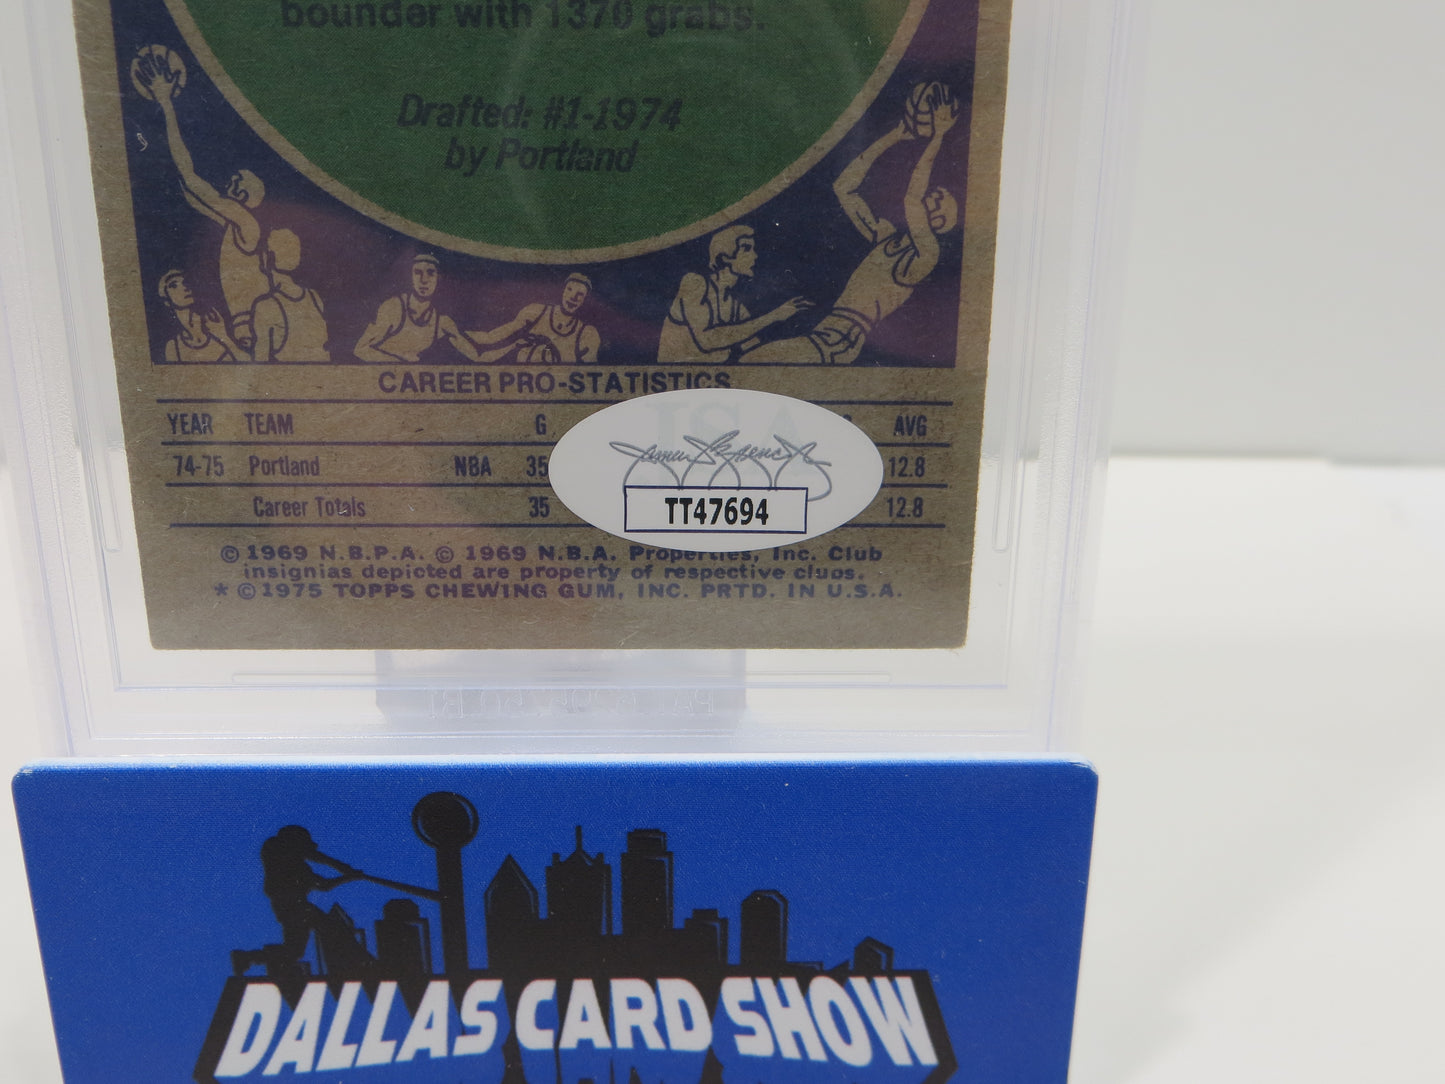 bounder with 1370 grabs.
Drafted: #1-1974
by Portland
CAREER PRO-STATISTICS
YEAR TEAM G AVG
74-75 Portland NBA 35 12.8
Career Totals 35 12.8
JSA
TT47694
© 1969 N.B.P.A. © 1969 N.B.A. Properties, Inc. Club
insignias depicted are property of respective clubs.
* © 1975 TOPPS CHEWING GUM, INC. PRTD. IN U.S.A.
DALLAS CARD SHOW